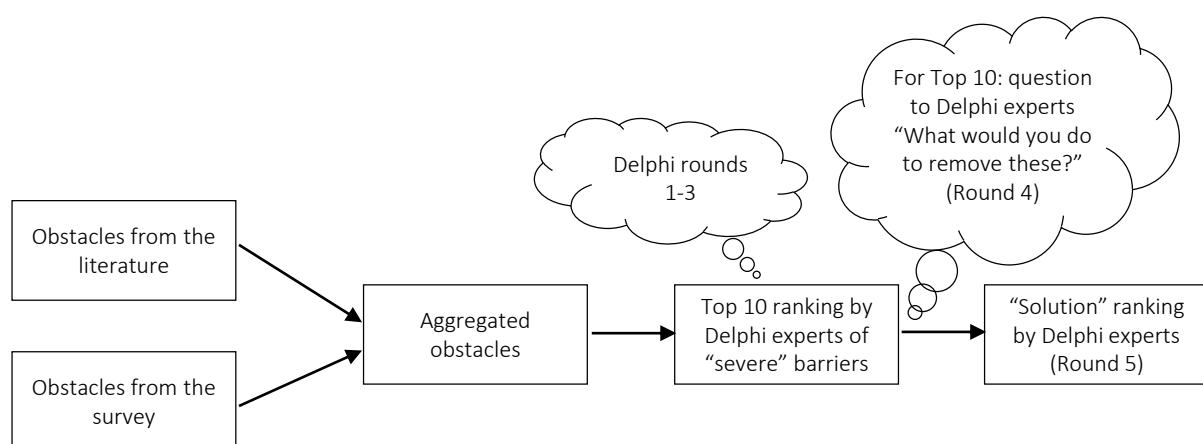 For Top 10: question
to Delphi experts
“What would you do
to remove these?”
(Round 4)
Delphi rounds
1-3
Obstacles from the
literature
Obstacles from the
survey
Aggregated
obstacles
Top 10 ranking by
Delphi experts of
“severe” barriers
“Solution” ranking
by Delphi experts
(Round 5)